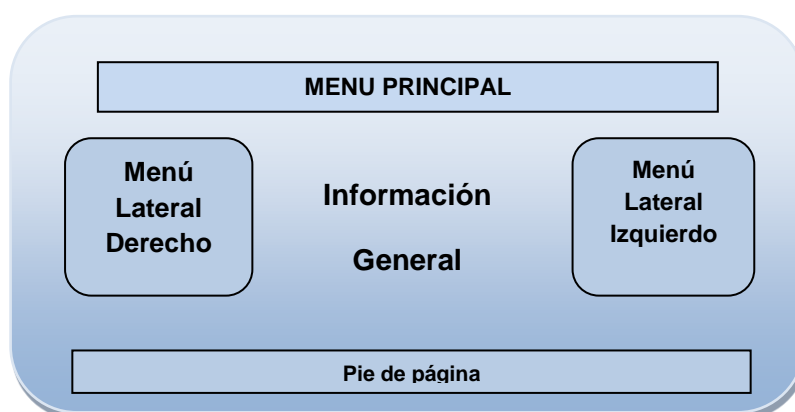 MENU PRINCIPAL
Menú
Lateral
Derecho
Información
General
Menú
Lateral
Izquierdo
Pie de página